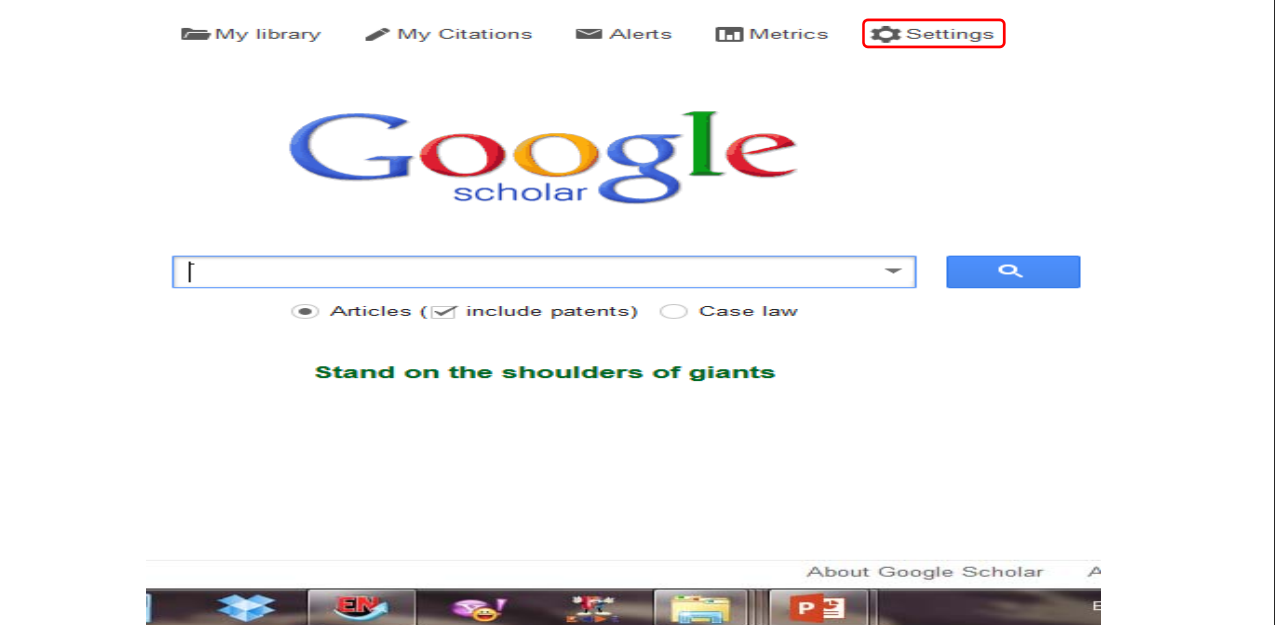 My library My Citations Alerts Metrics Settings
Google
scholar
Articles ( include patents) Case law
Stand on the shoulders of giants
About Google Scholar A
EN
P
E